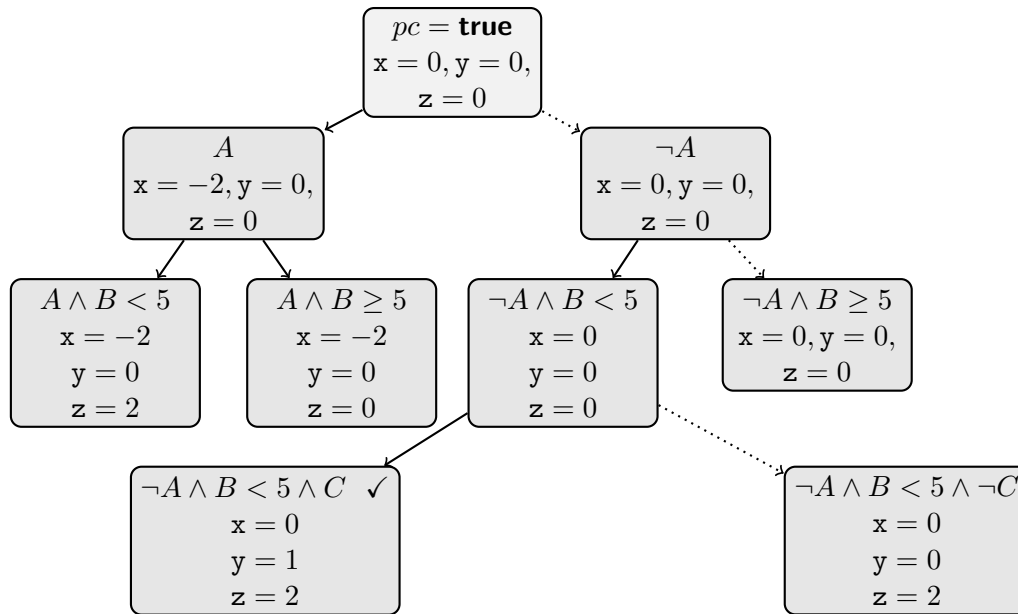 pc = true
x = 0, y = 0,
z = 0
A
x = −2, y = 0,
z = 0
¬A
x = 0, y = 0,
z = 0
A ∧ B < 5
x = −2
y = 0
z = 2
A ∧ B ≥ 5
x = −2
y = 0
z = 0
¬A ∧ B < 5
x = 0
y = 0
z = 0
¬A ∧ B ≥ 5
x = 0, y = 0,
z = 0
¬A ∧ B < 5 ∧ C ✓
x = 0
y = 1
z = 2
¬A ∧ B < 5 ∧ ¬C
x = 0
y = 0
z = 2